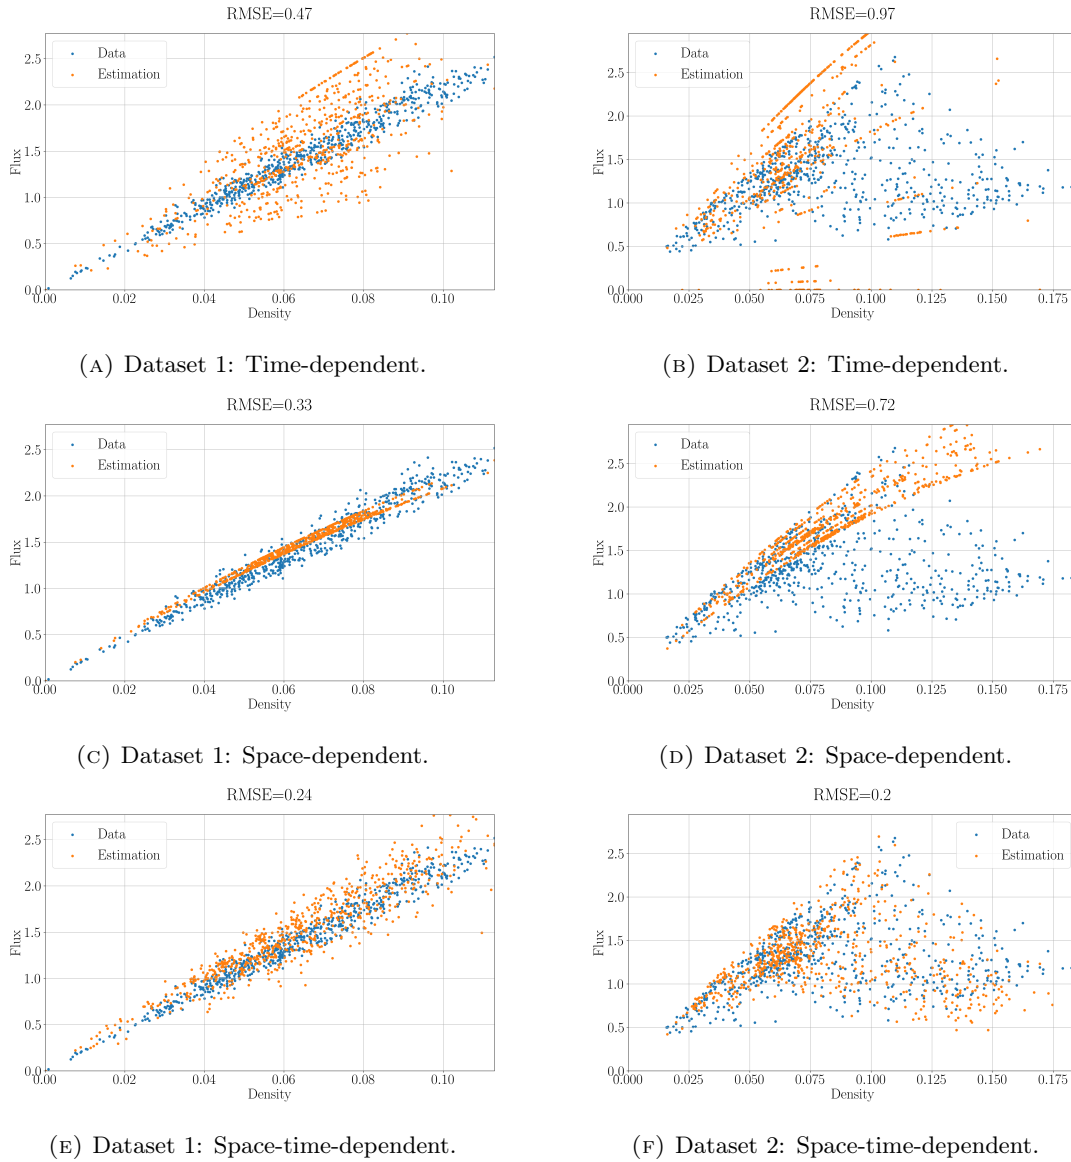 RMSE=0.47
Data
Estimation
2.5
2.0
1.5
1.0
0.5
0.0
Flux
0.00 0.02 0.04 0.06 0.08 0.10
Density
(A) Dataset 1: Time-dependent.
RMSE=0.97
Data
Estimation
2.5
2.0
1.5
1.0
0.5
0.0
Flux
0.000 0.025 0.050 0.075 0.100 0.125 0.150 0.175
Density
(B) Dataset 2: Time-dependent.
RMSE=0.33
Data
Estimation
2.5
2.0
1.5
1.0
0.5
0.0
Flux
0.00 0.02 0.04 0.06 0.08 0.10
Density
(C) Dataset 1: Space-dependent.
RMSE=0.72
Data
Estimation
2.5
2.0
1.5
1.0
0.5
0.0
Flux
0.000 0.025 0.050 0.075 0.100 0.125 0.150 0.175
Density
(D) Dataset 2: Space-dependent.
RMSE=0.24
Data
Estimation
2.5
2.0
1.5
1.0
0.5
0.0
Flux
0.00 0.02 0.04 0.06 0.08 0.10
Density
(E) Dataset 1: Space-time-dependent.
RMSE=0.2
Data
Estimation
2.5
2.0
1.5
1.0
0.5
0.0
Flux
0.000 0.025 0.050 0.075 0.100 0.125 0.150 0.175
Density
(F) Dataset 2: Space-time-dependent.